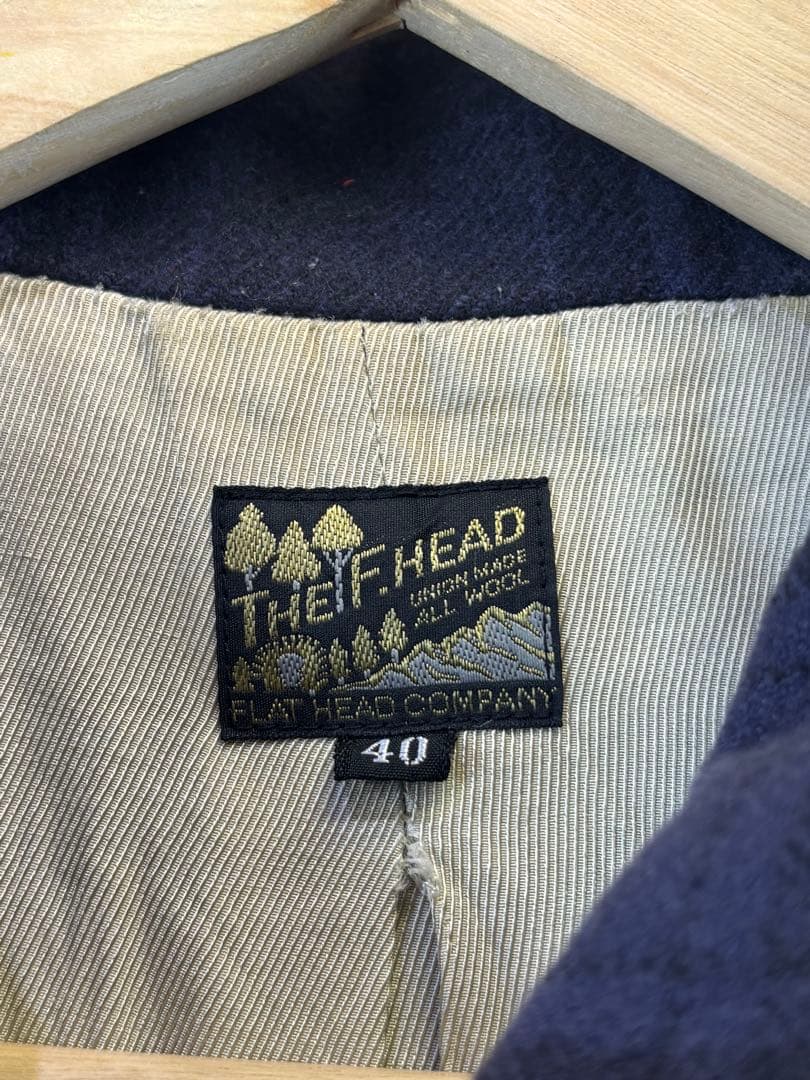 THE F.HEAD
UNION MADE
ALL WOOL
FLAT HEAD COMPANY
40